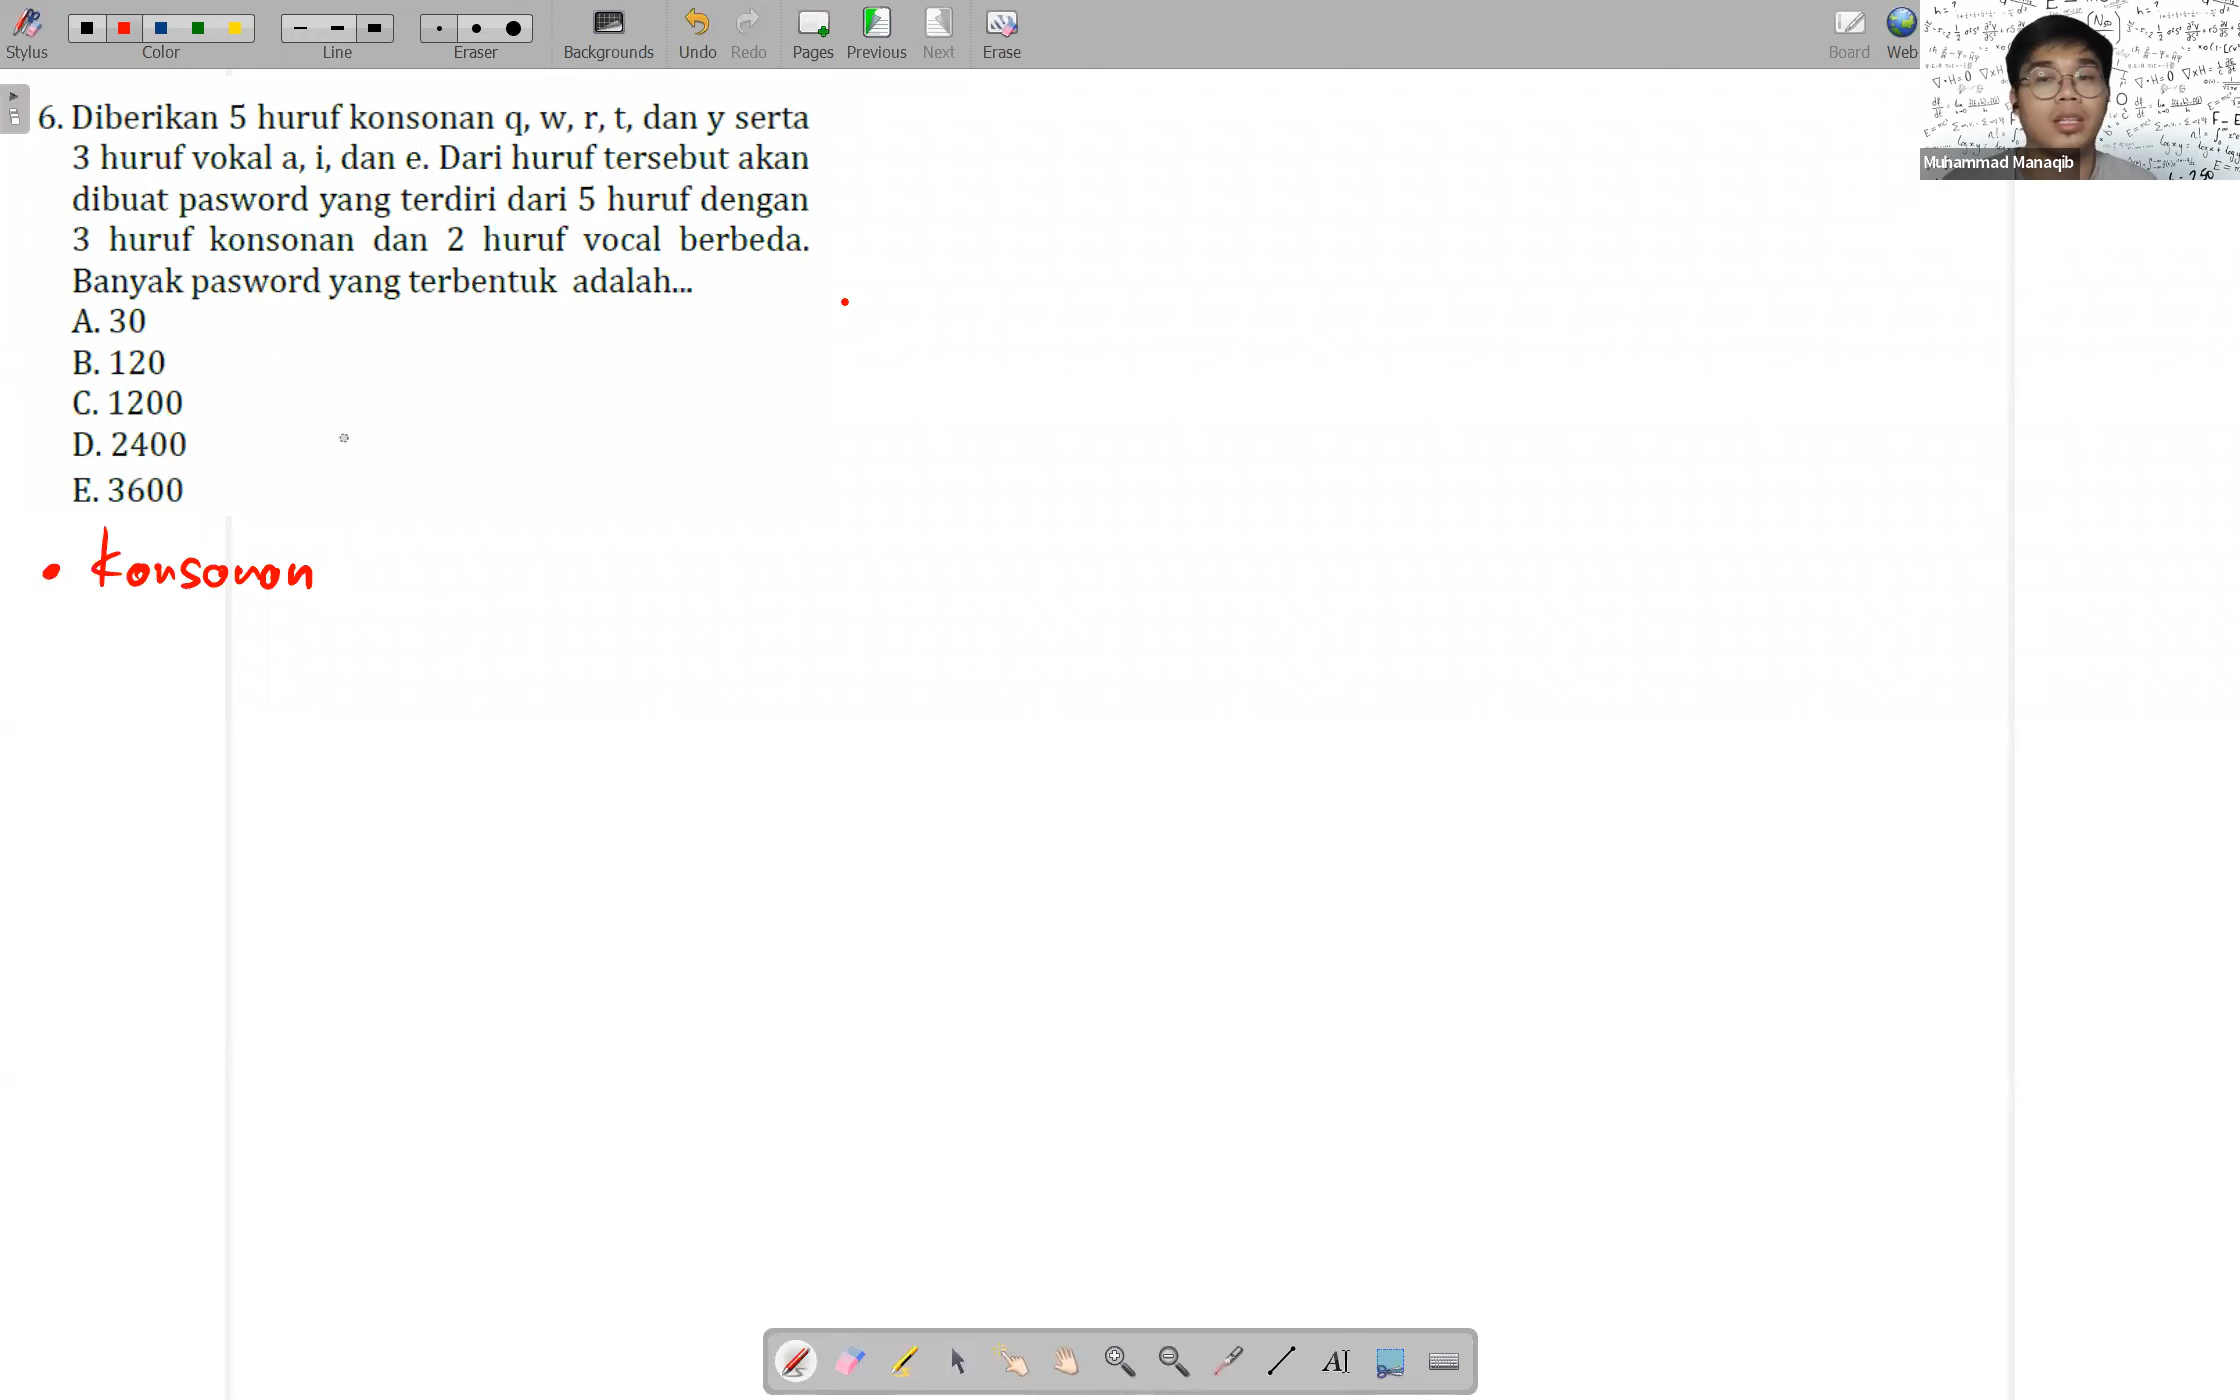 Stylus
Color
Line
Eraser
Backgrounds
Undo
Redo
Pages
Previous
Next
Erase
Board
Web
Muhammad Manaqib
6. Diberikan 5 huruf konsonan q, w, r, t, dan y serta
3 huruf vokal a, i, dan e. Dari huruf tersebut akan
dibuat pasword yang terdiri dari 5 huruf dengan
3 huruf konsonan dan 2 huruf vocal berbeda.
Banyak pasword yang terbentuk adalah...
A. 30
B. 120
C. 1200
D. 2400
E. 3600
• Konsonan